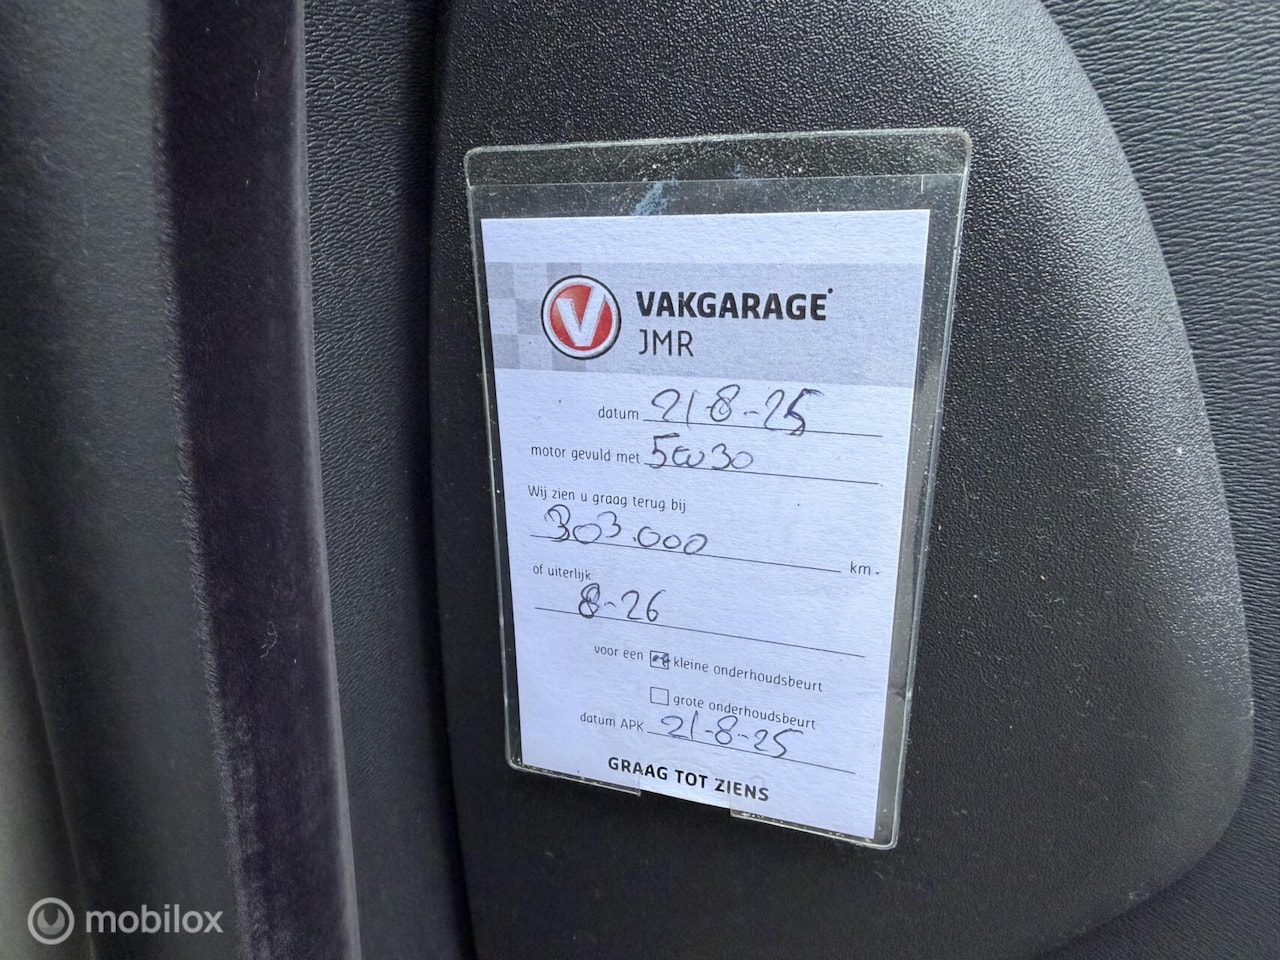 V VAKGARAGE
JMR
datum 21-8-25
motor gevuld met 5W30
Wij zien u graag terug bij
303.000 km.
of uiterlijk
8-26
voor een kleine onderhoudsbeurt
grote onderhoudsbeurt
datum APK 21-8-25
GRAAG TOT ZIENS
mobilox